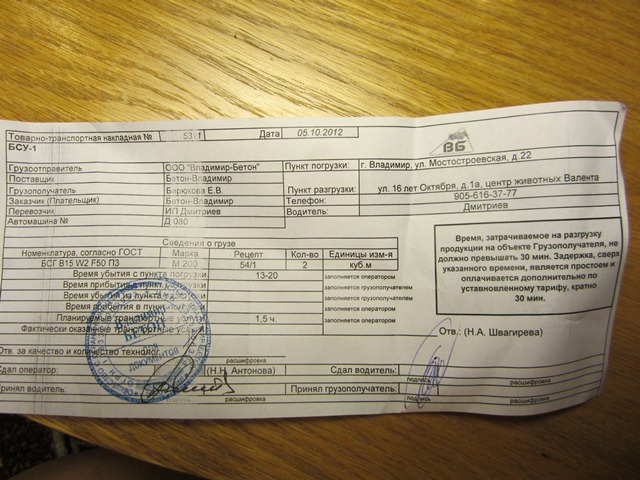 Товарно-транспортная накладная № 5311 Дата 05.10.2012
БСУ-1
ВБ
Грузоотправитель ООО "Владимир-Бетон" Пункт погрузки: г. Владимир, ул. Мостостроевская, д.22
Поставщик Бетон-Владимир
Грузополучатель Бирюкова Е.В. Пункт разгрузки: ул. 16 лет Октября, д.1а, центр животных Валента
Заказчик (Плательщик) Бетон-Владимир Телефон: 905-616-37-77
Перевозчик ИП Дмитриев Водитель: Дмитриев
Автомашина № Д 080
Сведения о грузе
Номенклатура, согласно ГОСТ Марка Рецепт Кол-во Единицы изм-я
БСГ В15 W2 F50 П3 М 200 54/1 2 куб.м
Время убытия с пункта погрузки 13-20 заполняется оператором
Время прибытия в пункт заполняется грузополучателем
Время убытия из пункта заполняется грузополучателем
Время прибытия в пункт заполняется оператором
Планируемые транспортные услуги 1,5 ч. заполняется оператором
Фактически оказанные транспортные услуги
Время, затрачиваемое на разгрузку
продукции на объекте Грузополучателя, не
должно превышать 30 мин. Задержка, сверх
указанного времени, является простоем и
оплачивается дополнительно по
установленному тарифу, кратно
30 мин.
Владимир-
Бетон
для
документов
Отв.: (Н.А. Швагирева)
Отв. за качество и количество технолог
расшифровка
Сдал оператор: (Н.Н. Антонова) Сдал водитель:
расшифровка подпись расшифровка
Принял водитель: Принял грузополучатель:
расшифровка подпись расшифровка